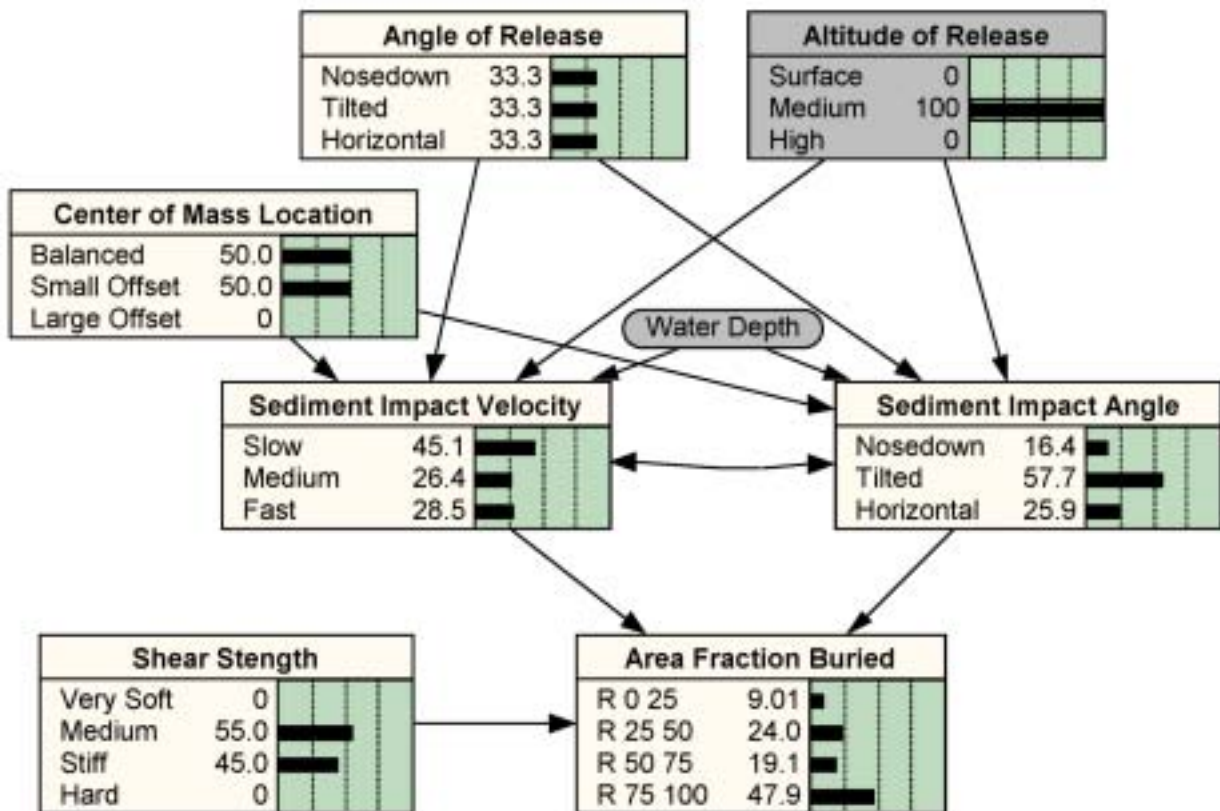 Angle of Release
Nosedown 33.3
Tilted 33.3
Horizontal 33.3
Altitude of Release
Surface 0
Medium 100
High 0
Center of Mass Location
Balanced 50.0
Small Offset 50.0
Large Offset 0
Water Depth
Sediment Impact Velocity
Slow 45.1
Medium 26.4
Fast 28.5
Sediment Impact Angle
Nosedown 16.4
Tilted 57.7
Horizontal 25.9
Shear Stength
Very Soft 0
Medium 55.0
Stiff 45.0
Hard 0
Area Fraction Buried
R 0 25 9.01
R 25 50 24.0
R 50 75 19.1
R 75 100 47.9